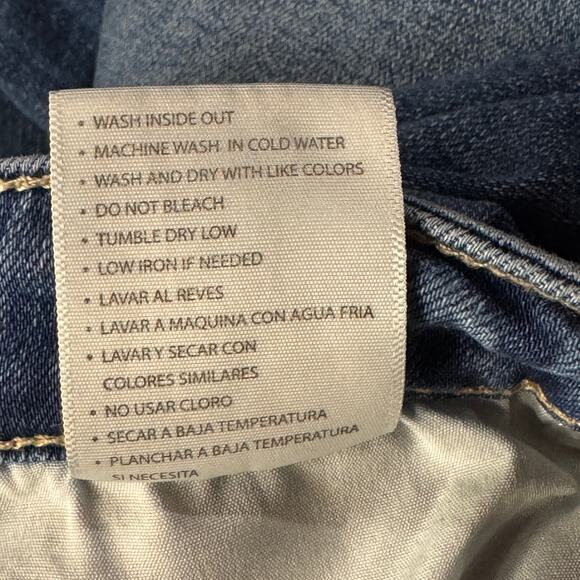 • WASH INSIDE OUT
• MACHINE WASH IN COLD WATER
• WASH AND DRY WITH LIKE COLORS
• DO NOT BLEACH
• TUMBLE DRY LOW
• LOW IRON IF NEEDED
• LAVAR AL REVES
• LAVAR A MAQUINA CON AGUA FRIA
• LAVAR Y SECAR CON
COLORES SIMILARES
• NO USAR CLORO
• SECAR A BAJA TEMPERATURA
• PLANCHAR A BAJA TEMPERATURA
SI NECESITA